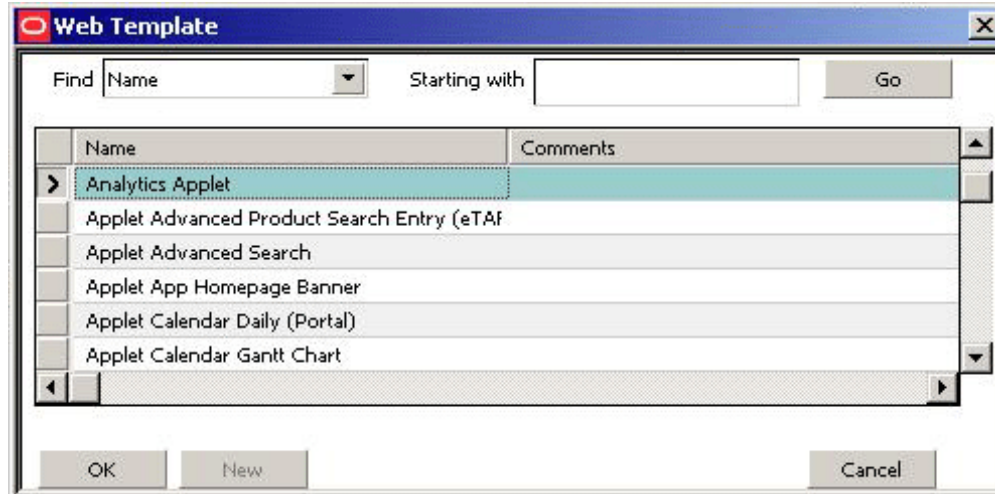 Web Template
Find Name Starting with Go
Name Comments
Analytics Applet
Applet Advanced Product Search Entry (eTAF
Applet Advanced Search
Applet App Homepage Banner
Applet Calendar Daily (Portal)
Applet Calendar Gantt Chart
OK New Cancel